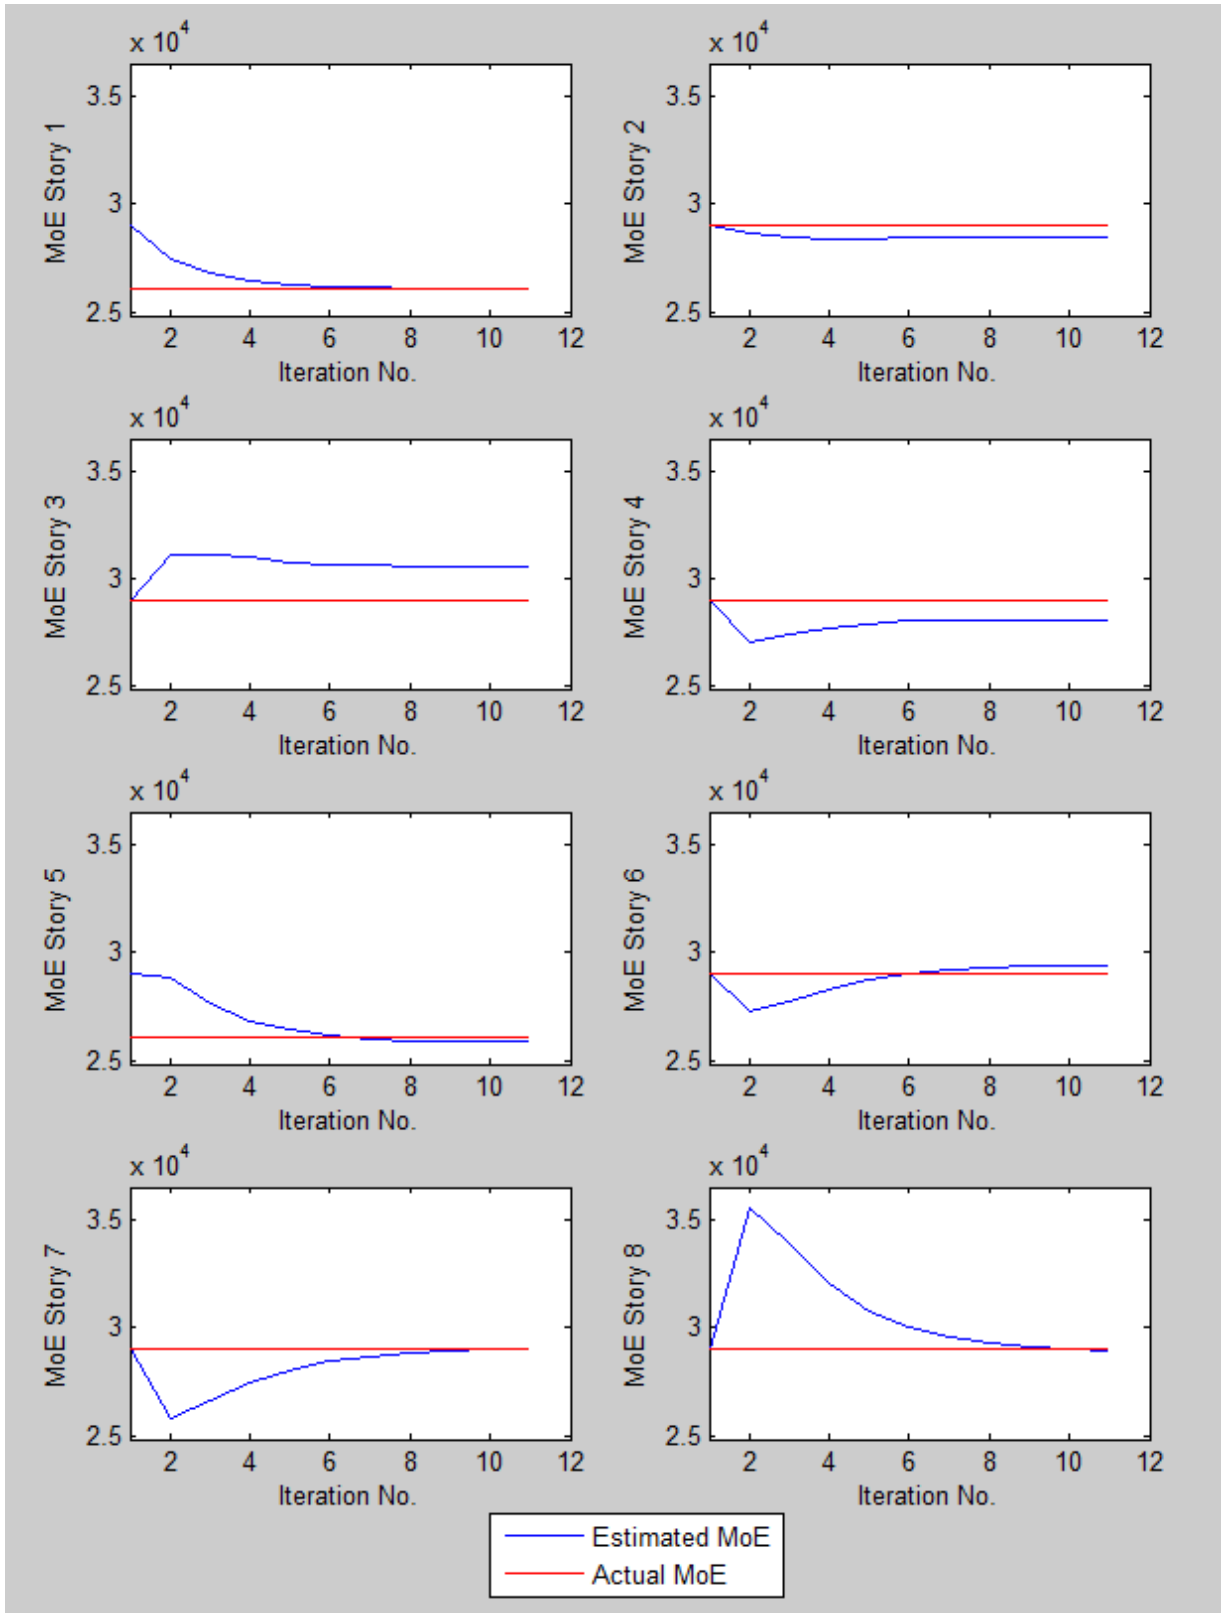 x 10^4
3.5
3
2.5
MoE Story 1
2 4 6 8 10 12
Iteration No.
x 10^4
3.5
3
2.5
MoE Story 2
2 4 6 8 10 12
Iteration No.
x 10^4
3.5
3
2.5
MoE Story 3
2 4 6 8 10 12
Iteration No.
x 10^4
3.5
3
2.5
MoE Story 4
2 4 6 8 10 12
Iteration No.
x 10^4
3.5
3
2.5
MoE Story 5
2 4 6 8 10 12
Iteration No.
x 10^4
3.5
3
2.5
MoE Story 6
2 4 6 8 10 12
Iteration No.
x 10^4
3.5
3
2.5
MoE Story 7
2 4 6 8 10 12
Iteration No.
x 10^4
3.5
3
2.5
MoE Story 8
2 4 6 8 10 12
Iteration No.
Estimated MoE
Actual MoE